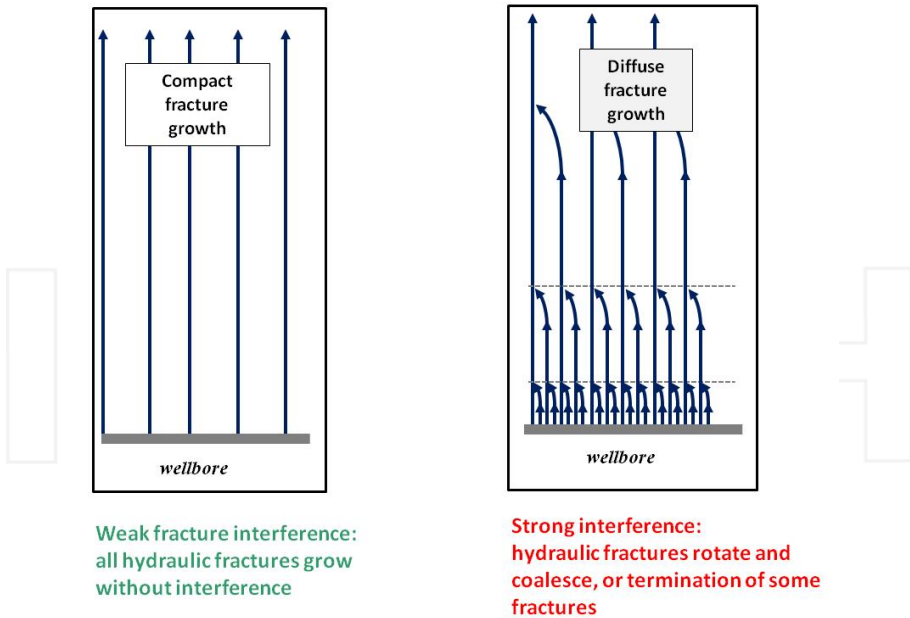 Compact
fracture
growth
wellbore
Weak fracture interference:
all hydraulic fractures grow
without interference
Diffuse
fracture
growth
wellbore
Strong interference:
hydraulic fractures rotate and
coalesce, or termination of some
fractures